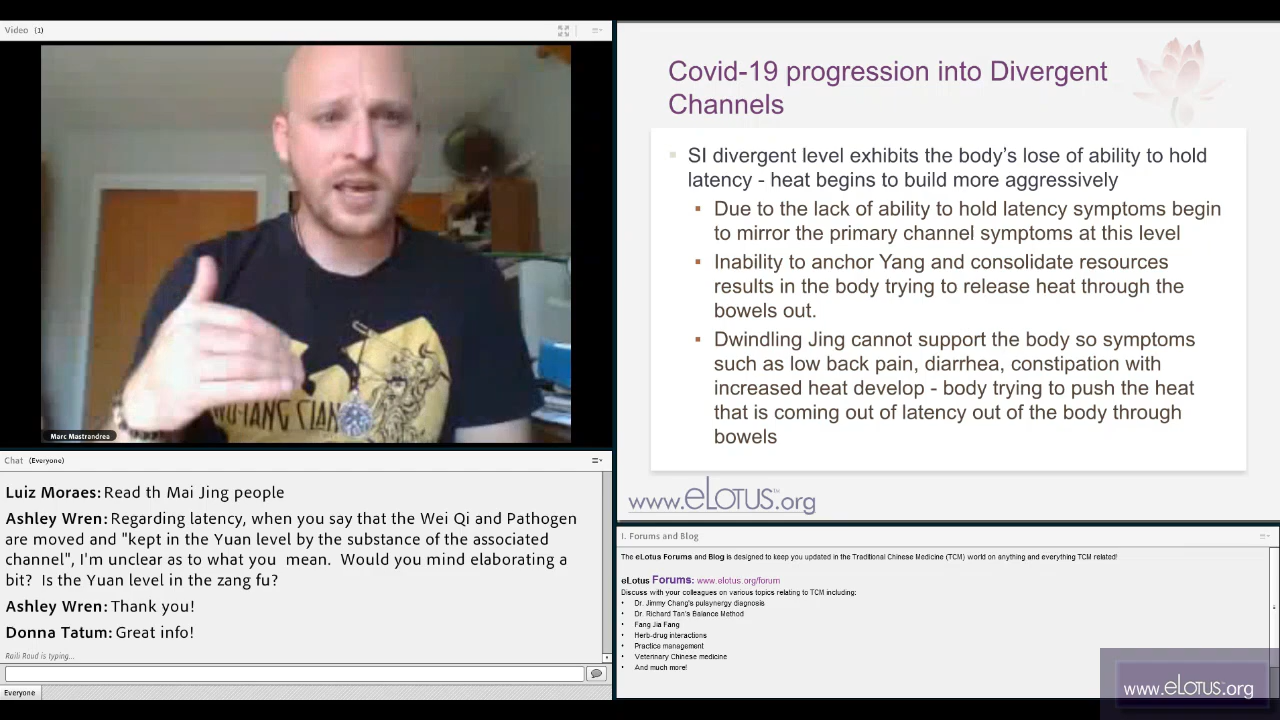 Video (1)
Marc Mastrandrea
WU-TANG CLAN
Chat (Everyone)
Luiz Moraes: Read th Mai Jing people
Ashley Wren: Regarding latency, when you say that the Wei Qi and Pathogen
are moved and "kept in the Yuan level by the substance of the associated
channel", I'm unclear as to what you mean. Would you mind elaborating a
bit? Is the Yuan level in the zang fu?
Ashley Wren: Thank you!
Donna Tatum: Great info!
Raili Roud is typing...
Everyone
Covid-19 progression into Divergent
Channels
SI divergent level exhibits the body's lose of ability to hold
latency - heat begins to build more aggressively
Due to the lack of ability to hold latency symptoms begin
to mirror the primary channel symptoms at this level
Inability to anchor Yang and consolidate resources
results in the body trying to release heat through the
bowels out.
Dwindling Jing cannot support the body so symptoms
such as low back pain, diarrhea, constipation with
increased heat develop - body trying to push the heat
that is coming out of latency out of the body through
bowels
www.eLotus.org
I. Forums and Blog
The eLotus Forums and Blog is designed to keep you updated in the Traditional Chinese Medicine (TCM) world on anything and everything TCM related!
eLotus Forums: www.elotus.org/forum
Discuss with your colleagues on various topics relating to TCM including:
• Dr. Jimmy Chang's pulsynergy diagnosis
• Dr. Richard Tan's Balance Method
• Fang Jia Fang
• Herb-drug interactions
• Practice management
• Veterinary Chinese medicine
• And much more!
www.eLotus.org